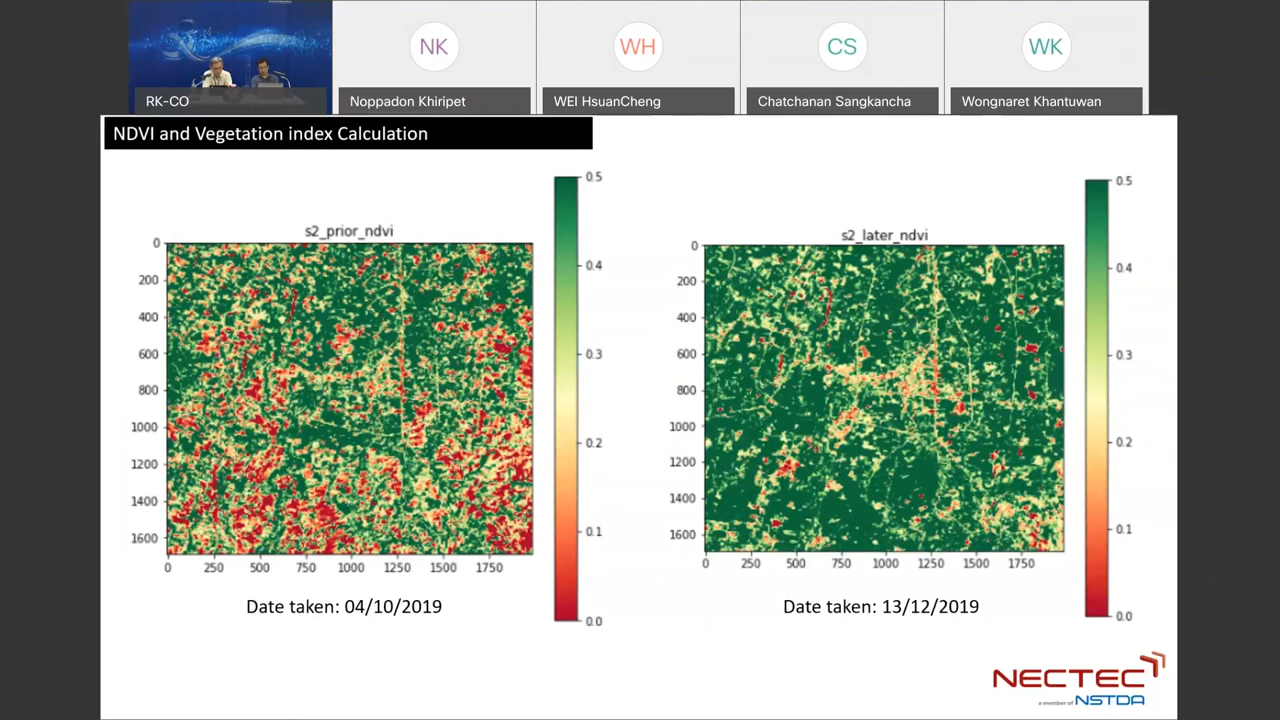 NK
WH
CS
WK
RK-CO
Noppadon Khiripet
WEI HsuanCheng
Chatchanan Sangkancha
Wongnaret Khantuwan
NDVI and Vegetation index Calculation
s2_prior_ndvi
0
200
400
600
800
1000
1200
1400
1600
0
250
500
750
1000
1250
1500
1750
0.5
0.4
0.3
0.2
0.1
0.0
Date taken: 04/10/2019
s2_later_ndvi
0
200
400
600
800
1000
1200
1400
1600
0
250
500
750
1000
1250
1500
1750
0.5
0.4
0.3
0.2
0.1
0.0
Date taken: 13/12/2019
NECTEC
a member of NSTDA